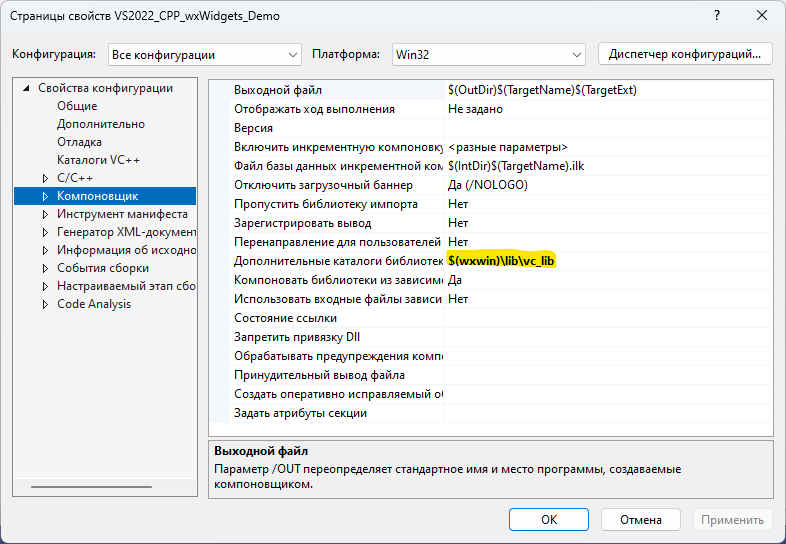 Страницы свойств VS2022_CPP_wxWidgets_Demo
Конфигурация: Все конфигурации Платформа: Win32 Диспетчер конфигураций...
Свойства конфигурации
Общие
Дополнительно
Отладка
Каталоги VC++
C/C++
Компоновщик
Инструмент манифеста
Генератор XML-документ
Информация об исходно
События сборки
Настраиваемый этап сбо
Code Analysis
Выходной файл $(OutDir)$(TargetName)$(TargetExt)
Отображать ход выполнения Не задано
Версия
Включить инкрементную компоновку <разные параметры>
Файл базы данных инкрементной ком $(IntDir)$(TargetName).ilk
Отключить загрузочный баннер Да (/NOLOGO)
Пропустить библиотеку импорта Нет
Зарегистрировать вывод Нет
Перенаправление для пользователей Нет
Дополнительные каталоги библиотек $(wxwin)\lib\vc_lib
Компоновать библиотеки из зависим Да
Использовать входные файлы зависи Нет
Состояние ссылки
Запретить привязку Dll
Обрабатывать предупреждения компо
Принудительный вывод файла
Создать оперативно исправляемый об
Задать атрибуты секции
Выходной файл
Параметр /OUT переопределяет стандартное имя и место программы, создаваемые
компоновщиком.
ОК Отмена Применить